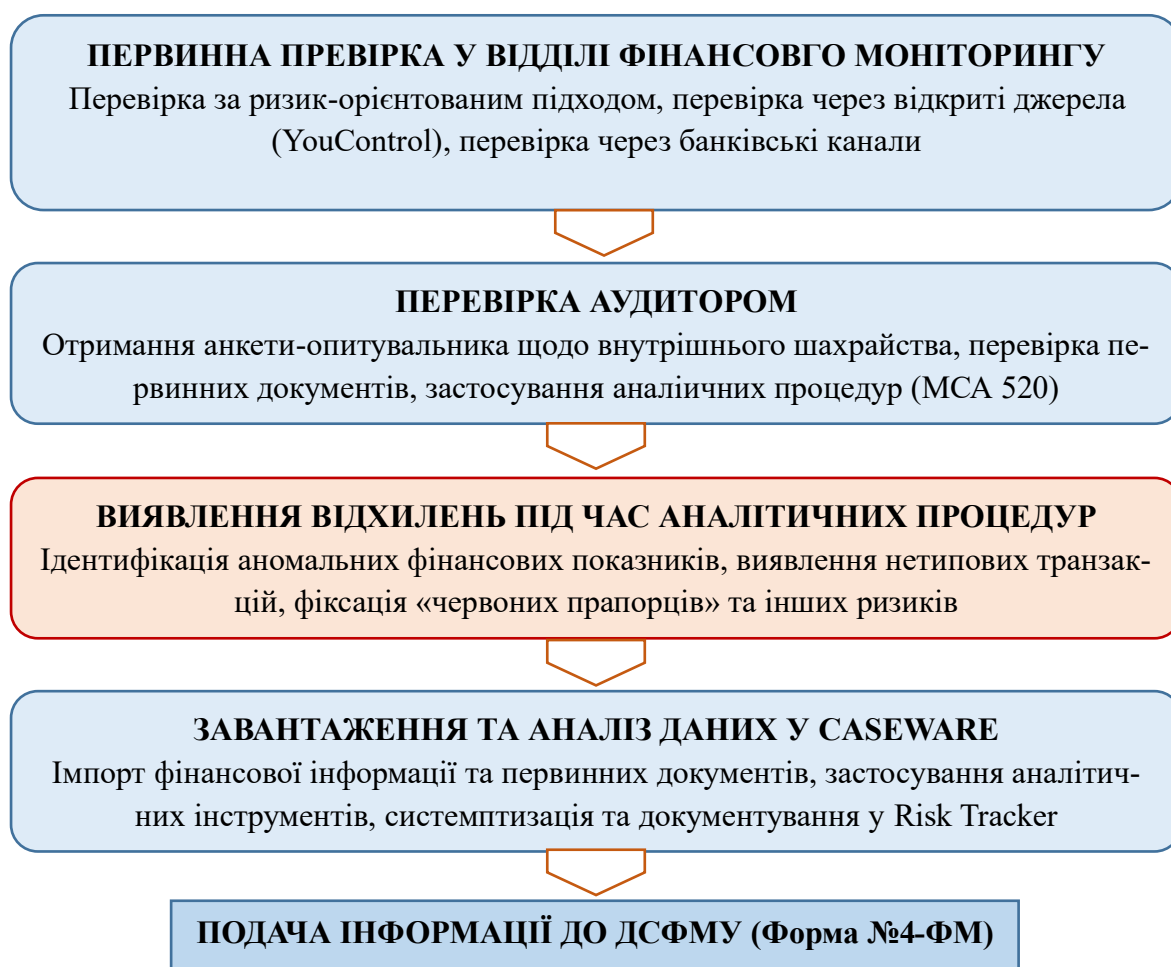 ПЕРВИННА ПРЕВІРКА У ВІДДІЛІ ФІНАНСОВГО МОНІТОРИНГУ
Перевірка за ризик-орієнтованим підходом, перевірка через відкриті джерела
(YouControl), перевірка через банківські канали
ПЕРЕВІРКА АУДИТОРОМ
Отримання анкети-опитувальника щодо внутрішнього шахрайства, перевірка пе-
рвинних документів, застосування аналіичних процедур (МСА 520)
ВИЯВЛЕННЯ ВІДХИЛЕНЬ ПІД ЧАС АНАЛІТИЧНИХ ПРОЦЕДУР
Ідентифікація аномальних фінансових показників, виявлення нетипових транзак-
цій, фіксація «червоних прапорців» та інших ризиків
ЗАВАНТАЖЕННЯ ТА АНАЛІЗ ДАНИХ У CASEWARE
Імпорт фінансової інформації та первинних документів, застосування аналітич-
них інструментів, системптизація та документування у Risk Tracker
ПОДАЧА ІНФОРМАЦІЇ ДО ДСФМУ (Форма №4-ФМ)